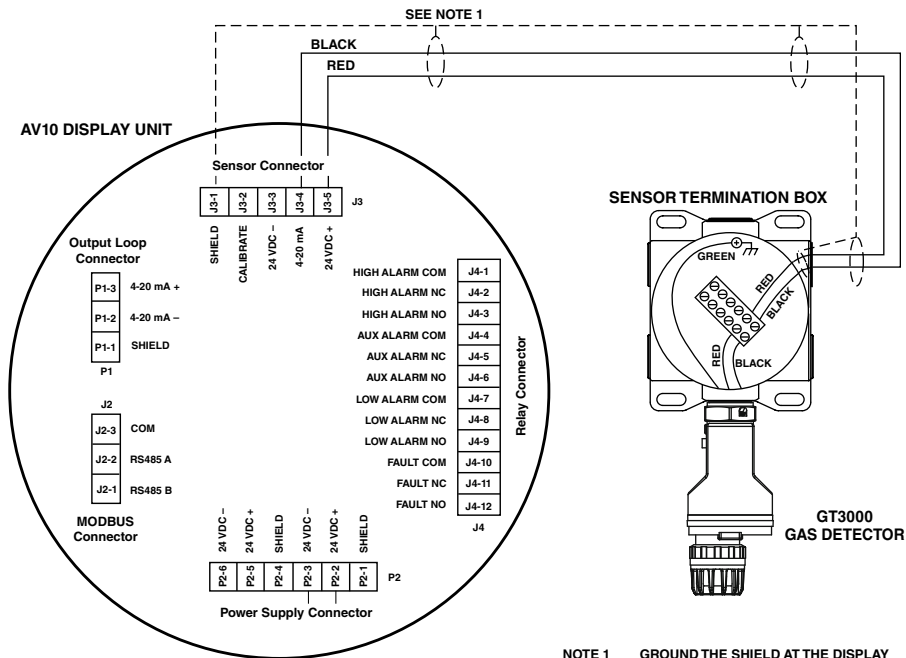 SEE NOTE 1
BLACK
RED
AV10 DISPLAY UNIT
Sensor Connector
J3-1
J3-2
J3-3
J3-4
J3-5
J3
SHIELD
CALIBRATE
24 VDC –
4-20 mA
24 VDC +
Output Loop
Connector
P1-3 4-20 mA +
P1-2 4-20 mA –
P1-1 SHIELD
P1
J2
J2-3 COM
J2-2 RS485 A
J2-1 RS485 B
MODBUS
Connector
HIGH ALARM COM J4-1
HIGH ALARM NC J4-2
HIGH ALARM NO J4-3
AUX ALARM COM J4-4
AUX ALARM NC J4-5
AUX ALARM NO J4-6
LOW ALARM COM J4-7
LOW ALARM NC J4-8
LOW ALARM NO J4-9
FAULT COM J4-10
FAULT NC J4-11
FAULT NO J4-12
J4
Relay Connector
24 VDC –
24 VDC +
SHIELD
24 VDC –
24 VDC +
SHIELD
P2-6
P2-5
P2-4
P2-3
P2-2
P2-1
P2
Power Supply Connector
SENSOR TERMINATION BOX
GREEN
RED
BLACK
RED
BLACK
GT3000
GAS DETECTOR
NOTE 1 GROUND THE SHIELD AT THE DISPLAY